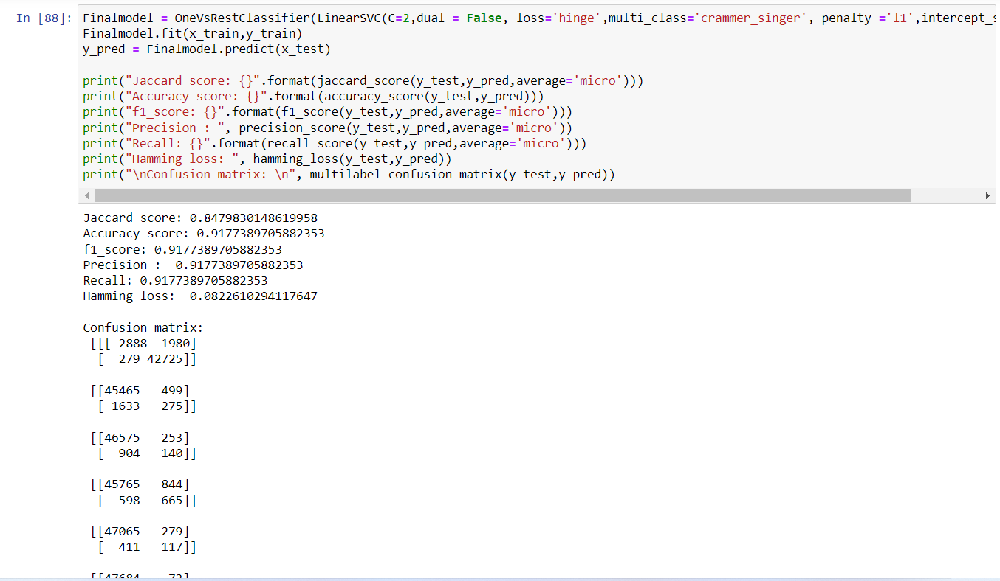 In [88]: Finalmodel = OneVsRestClassifier(LinearSVC(C=2,dual = False, loss='hinge',multi_class='crammer_singer', penalty ='l1',intercept_s
Finalmodel.fit(x_train,y_train)
y_pred = Finalmodel.predict(x_test)
print("Jaccard score: {}".format(jaccard_score(y_test,y_pred,average='micro')))
print("Accuracy score: {}".format(accuracy_score(y_test,y_pred)))
print("f1_score: {}".format(f1_score(y_test,y_pred,average='micro')))
print("Precision : ", precision_score(y_test,y_pred,average='micro'))
print("Recall: {}".format(recall_score(y_test,y_pred,average='micro')))
print("Hamming loss: ", hamming_loss(y_test,y_pred))
print("\nConfusion matrix: \n", multilabel_confusion_matrix(y_test,y_pred))
Jaccard score: 0.8479830148619958
Accuracy score: 0.9177389705882353
f1_score: 0.9177389705882353
Precision :  0.9177389705882353
Recall: 0.9177389705882353
Hamming loss:  0.0822610294117647
Confusion matrix:
[[[ 2888  1980]
[  279 42725]]
[[45465   499]
[ 1633   275]]
[[46575   253]
[  904   140]]
[[45765   844]
[  598   665]]
[[47065   279]
[  411   117]]
[[47684    72]